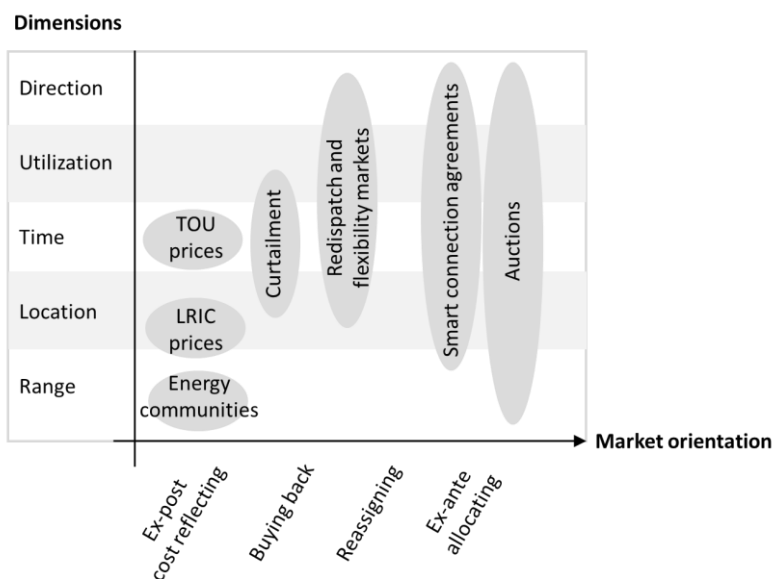 Dimensions
Direction
Utilization
Time
Location
Range
TOU
prices
LRIC
prices
Energy
communities
Curtailment
Redispatch and
flexibility markets
Smart connection agreements
Auctions
Market orientation
Ex-post
cost reflecting
Buying back
Reassigning
Ex-ante
allocating